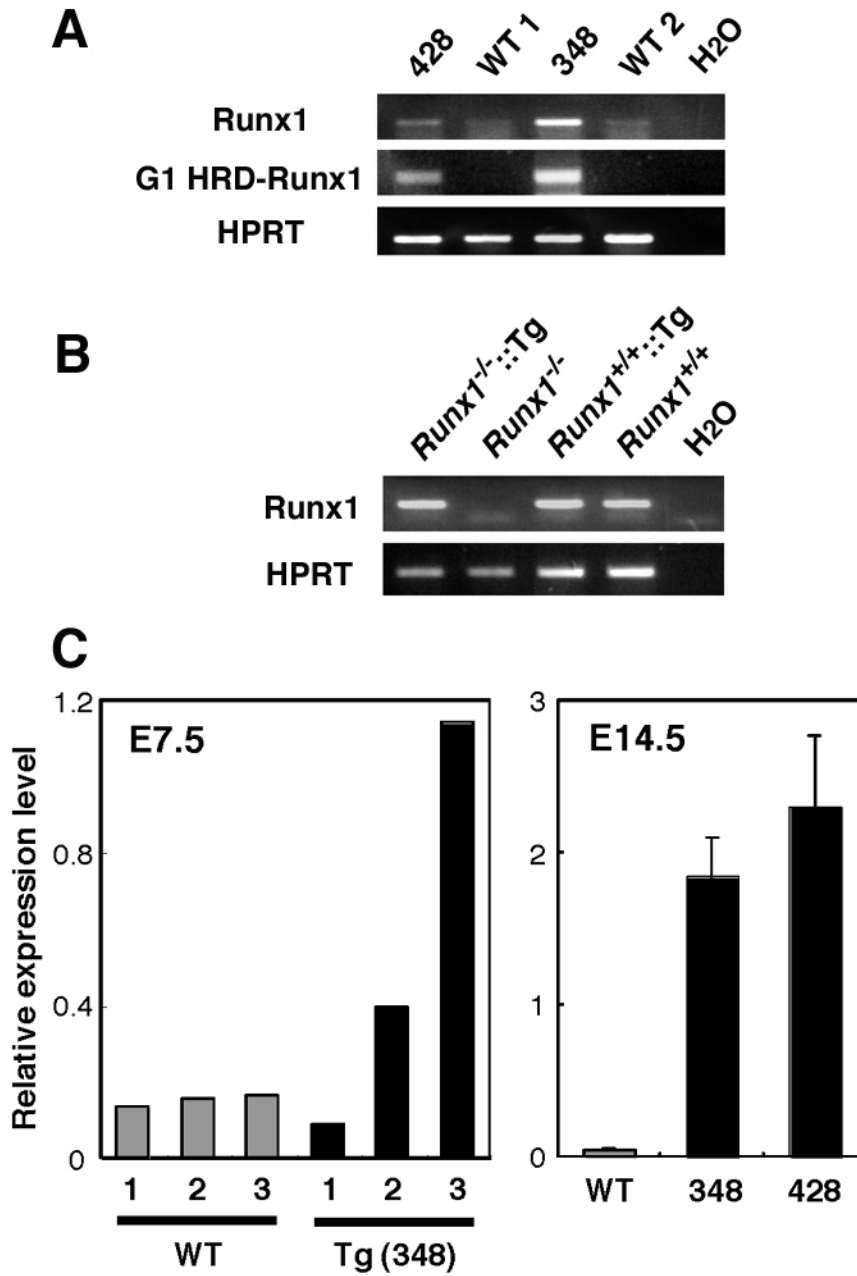 A
428 WT 1 348 WT 2 H2O
Runx1
G1 HRD-Runx1
HPRT
B
Runx1-/-::Tg Runx1-/- Runx1+/+::Tg Runx1+/+ H2O
Runx1
HPRT
C
Relative expression level
1.2
0.8
0.4
0
E7.5
1 2 3 1 2 3
WT Tg (348)
3
2
1
0
E14.5
WT 348 428